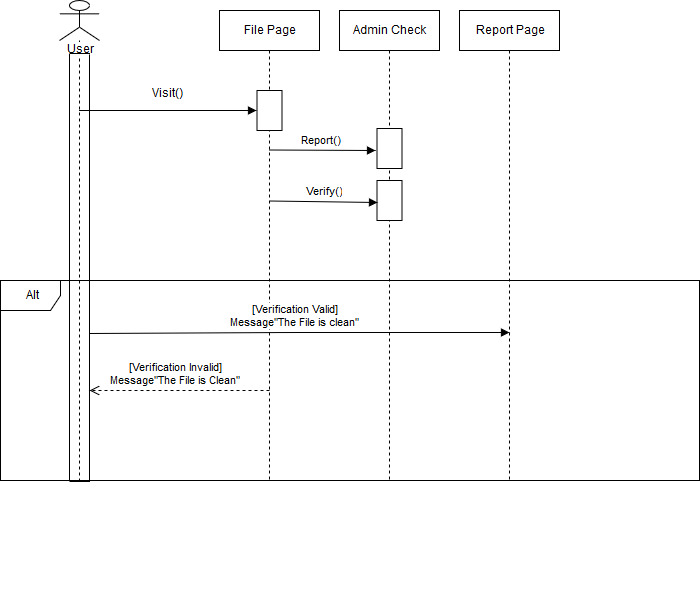 User
File Page
Admin Check
Report Page
Visit()
Report()
Verify()
Alt
[Verification Valid]
Message"The File is clean"
[Verification Invalid]
Message"The File is Clean"